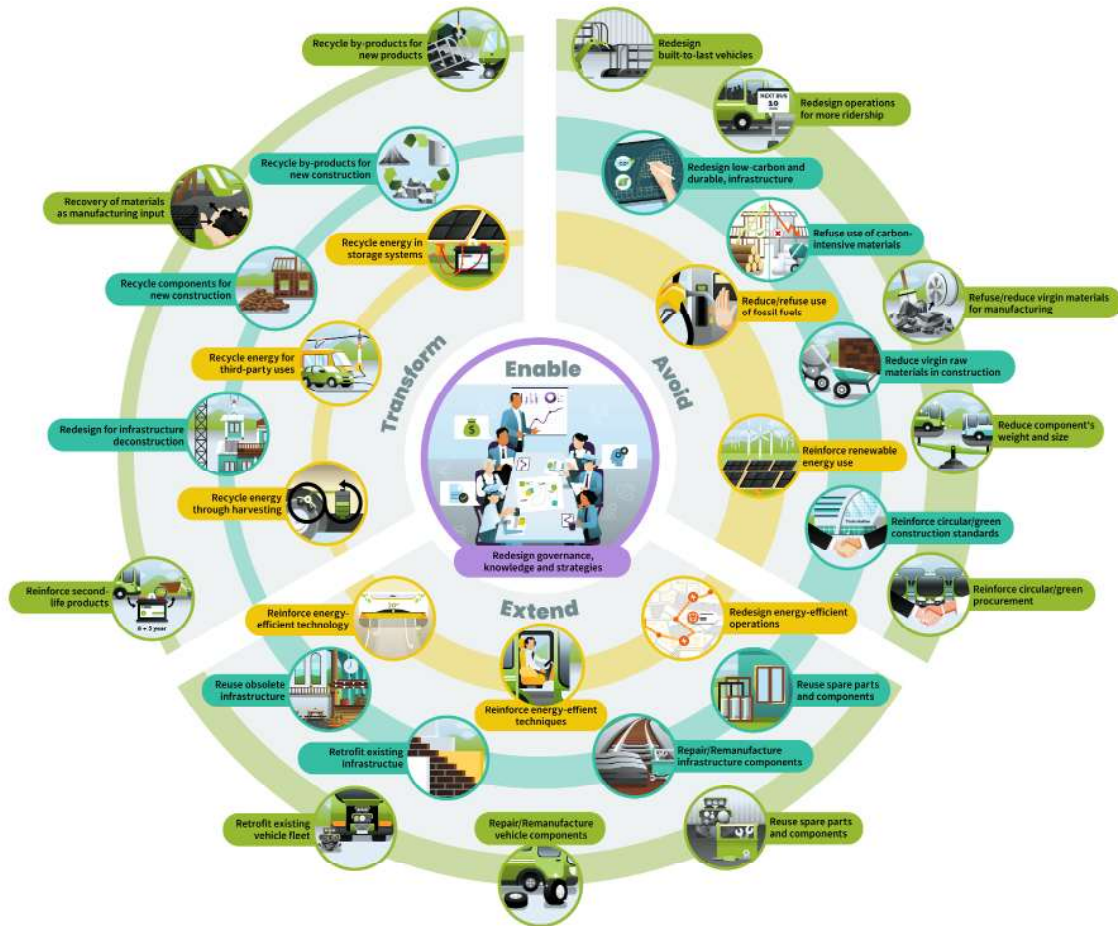 Recycle by-products for
new products
Redesign
built-to-last vehicles
NEXT BUS
10
Redesign operations
for more ridership
Recycle by-products for
new construction
Redesign low-carbon and
durable, infrastructure
Recovery of materials
as manufacturing input
Refuse use of carbon-
intensive materials
Recycle energy in
storage systems
Recycle components for
new construction
Reduce/refuse use
of fossil fuels
Refuse/reduce virgin materials
for manufacturing
Recycle energy for
third-party uses
Reduce virgin raw
materials in construction
Transform
Enable
Avoid
Redesign for infrastructure
deconstruction
Reduce component's
weight and size
Reinforce renewable
energy use
Recycle energy
through harvesting
Reinforce circular/green
construction standards
Redesign governance,
knowledge and strategies
Reinforce second-
life products
6 + 3 year
Reinforce circular/green
procurement
Extend
Reinforce energy-
efficient technology
Redesign energy-efficient
operations
Reuse obsolete
infrastructure
Reinforce energy-effient
techniques
Reuse spare parts
and components
Retrofit existing
infrastructue
Repair/Remanufacture
infrastructure components
Retrofit existing
vehicle fleet
Repair/Remanufacture
vehicle components
Reuse spare parts
and components